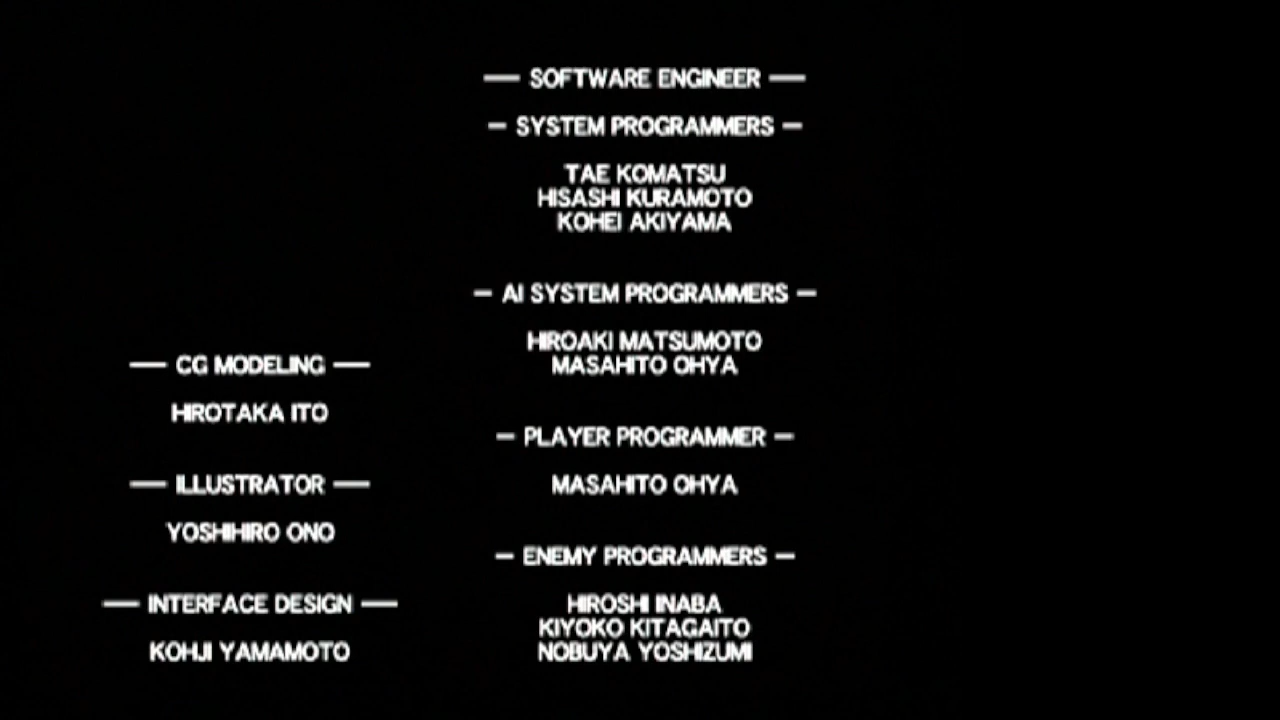 — CG MODELING —
HIROTAKA ITO
— ILLUSTRATOR —
YOSHIHIRO ONO
— INTERFACE DESIGN —
KOHJI YAMAMOTO
— SOFTWARE ENGINEER —
– SYSTEM PROGRAMMERS –
TAE KOMATSU
HISASHI KURAMOTO
KOHEI AKIYAMA
– AI SYSTEM PROGRAMMERS –
HIROAKI MATSUMOTO
MASAHITO OHYA
– PLAYER PROGRAMMER –
MASAHITO OHYA
– ENEMY PROGRAMMERS –
HIROSHI INABA
KIYOKO KITAGAITO
NOBUYA YOSHIZUMI